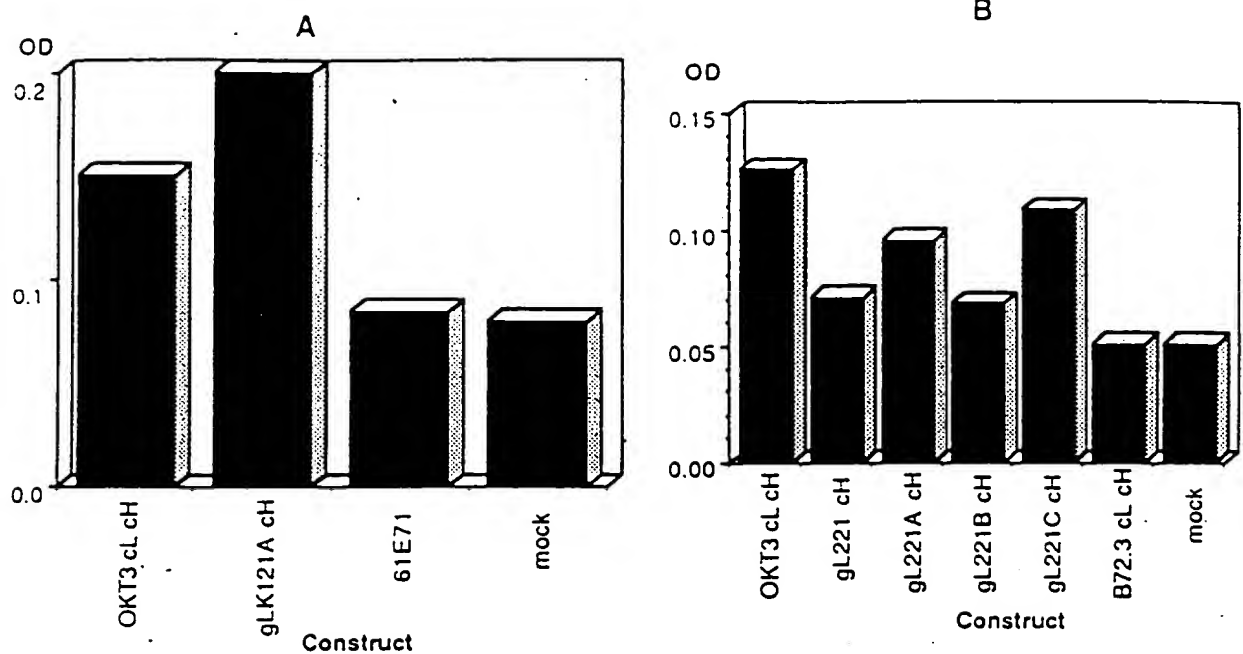 A
OD
0.2
0.1
0.0
OKT3 cL cH
gLK121A cH
61E71
mock
Construct
B
OD
0.15
0.10
0.05
0.00
OKT3 cL cH
gL221 cH
gL221A cH
gL221B cH
gL221C cH
B72.3 cL cH
mock
Construct